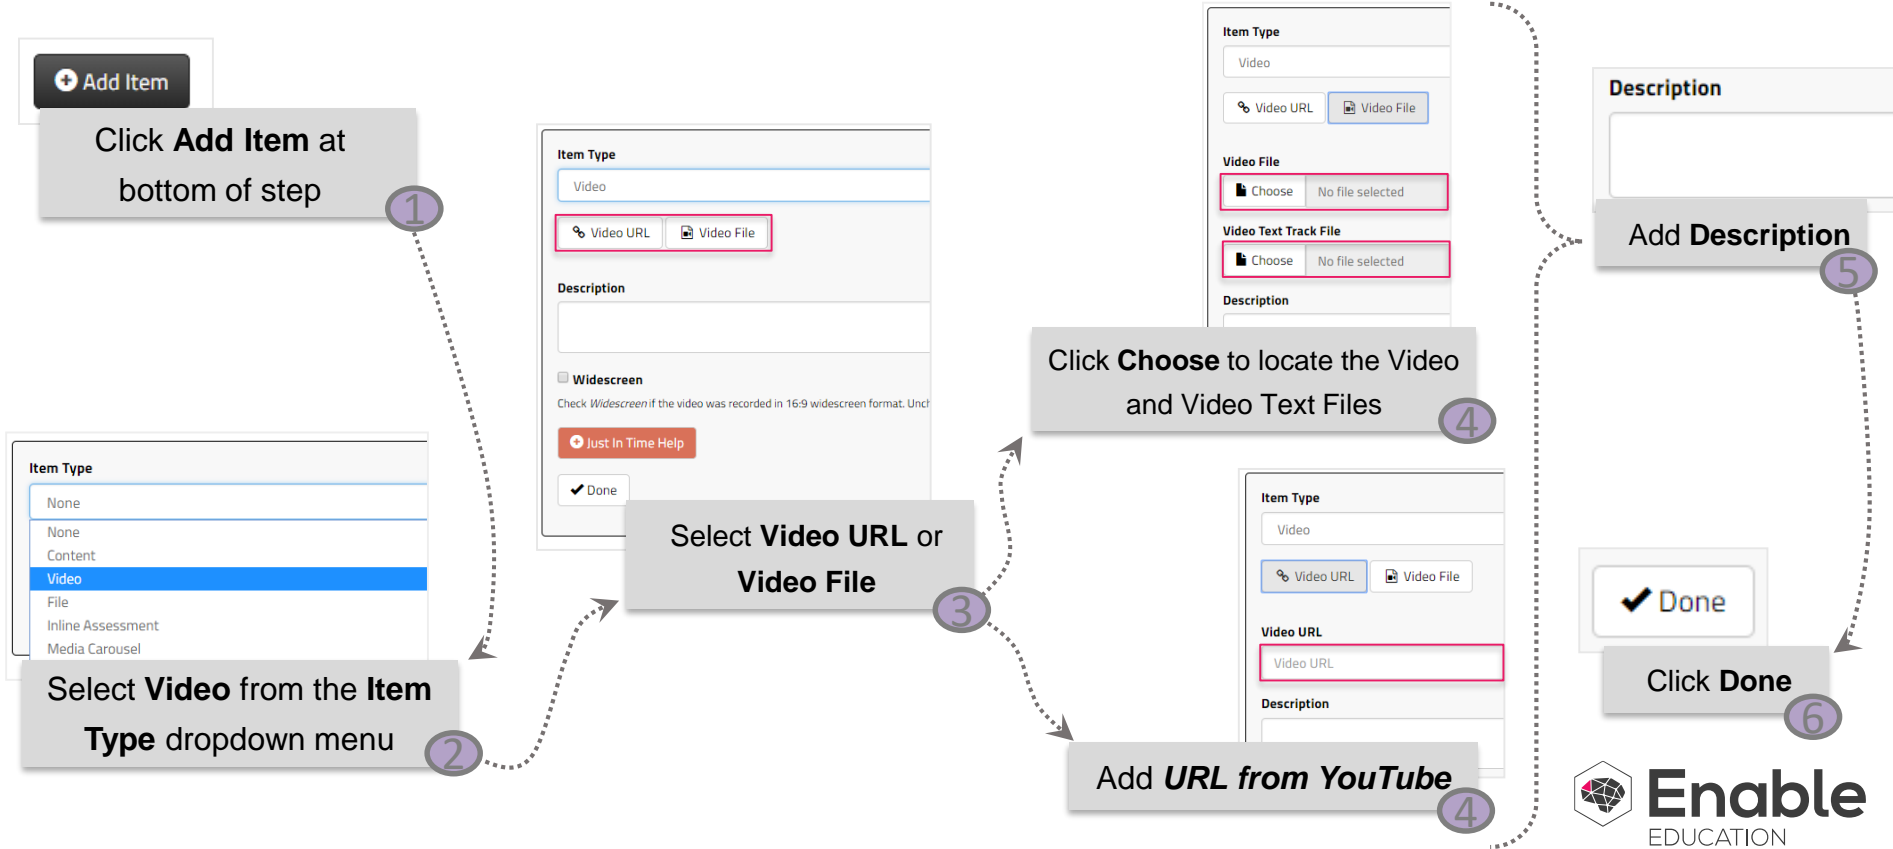 Add Item
Click Add Item at
bottom of step
1
Item Type
None
None
Content
Video
File
Inline Assessment
Media Carousel
Select Video from the Item
Type dropdown menu
2
Item Type
Video
Video URL
Video File
Description
Widescreen
Check Widescreen if the video was recorded in 16:9 widescreen format.
Just In Time Help
Done
Select Video URL or
Video File
3
Item Type
Video
Video URL
Video File
Video File
Choose
No file selected
Video Text Track File
Choose
No file selected
Description
Click Choose to locate the Video
and Video Text Files
4
Item Type
Video
Video URL
Video File
Video URL
Video URL
Description
Add URL from YouTube
4
Description
Add Description
5
Done
Click Done
6
Enable
EDUCATION